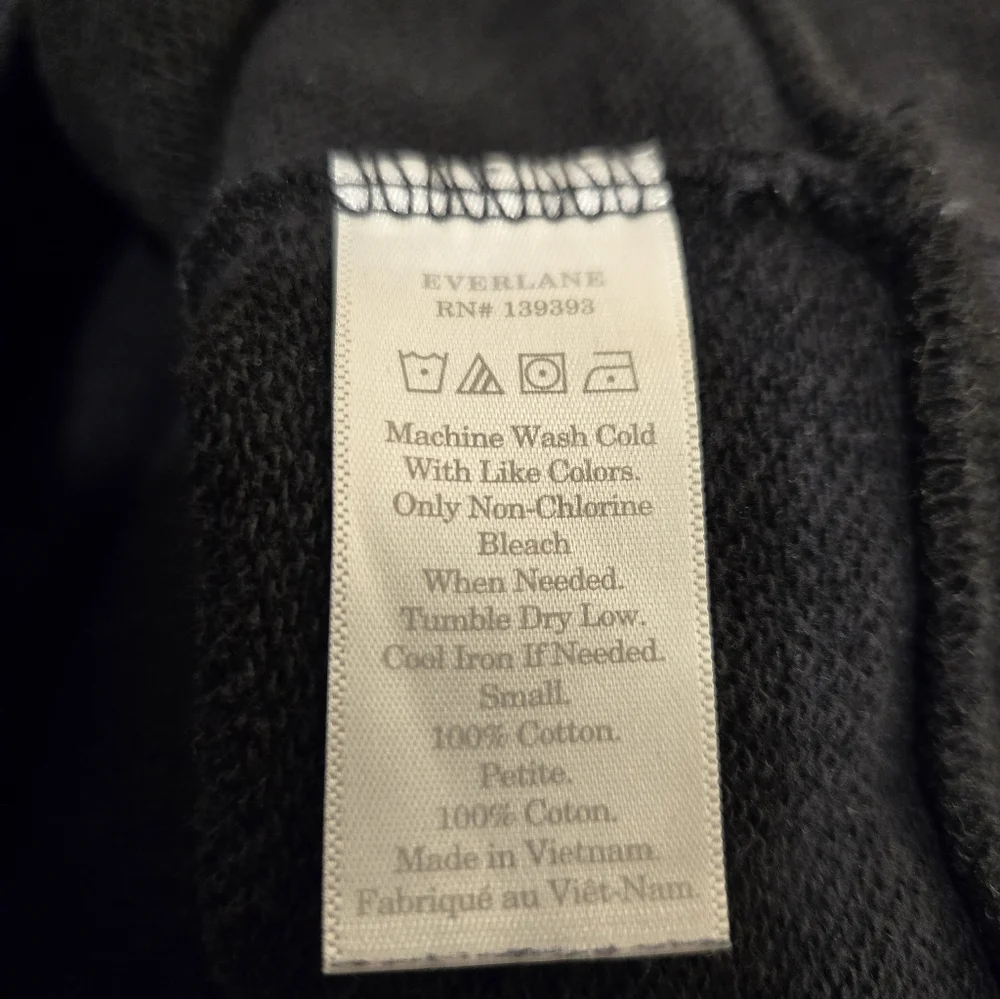 EVERLANE
RN# 139393
Machine Wash Cold
With Like Colors.
Only Non-Chlorine
Bleach
When Needed.
Tumble Dry Low.
Cool Iron If Needed.
Small.
100% Cotton.
Petite.
100% Coton.
Made in Vietnam.
Fabriqué au Viêt-Nam